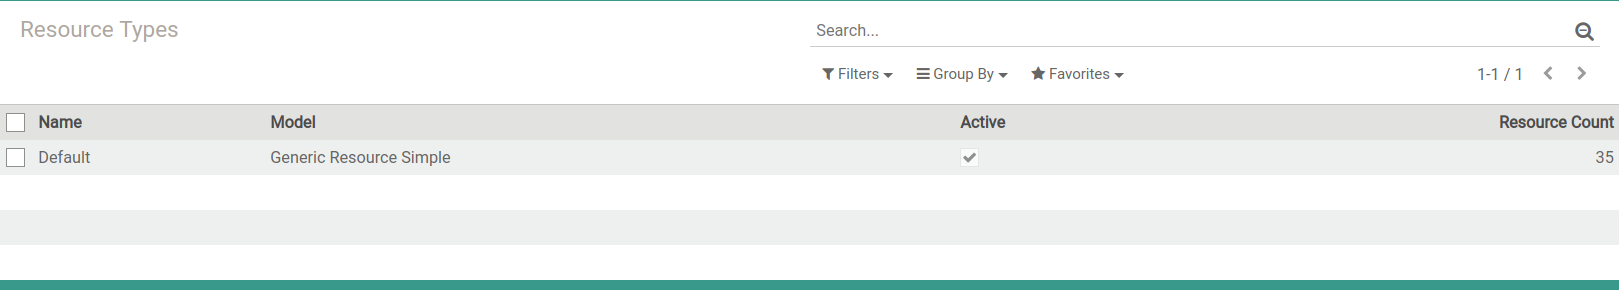 Resource Types
Search...
Filters Group By Favorites 1-1 / 1
Name Model Active Resource Count
Default Generic Resource Simple 35